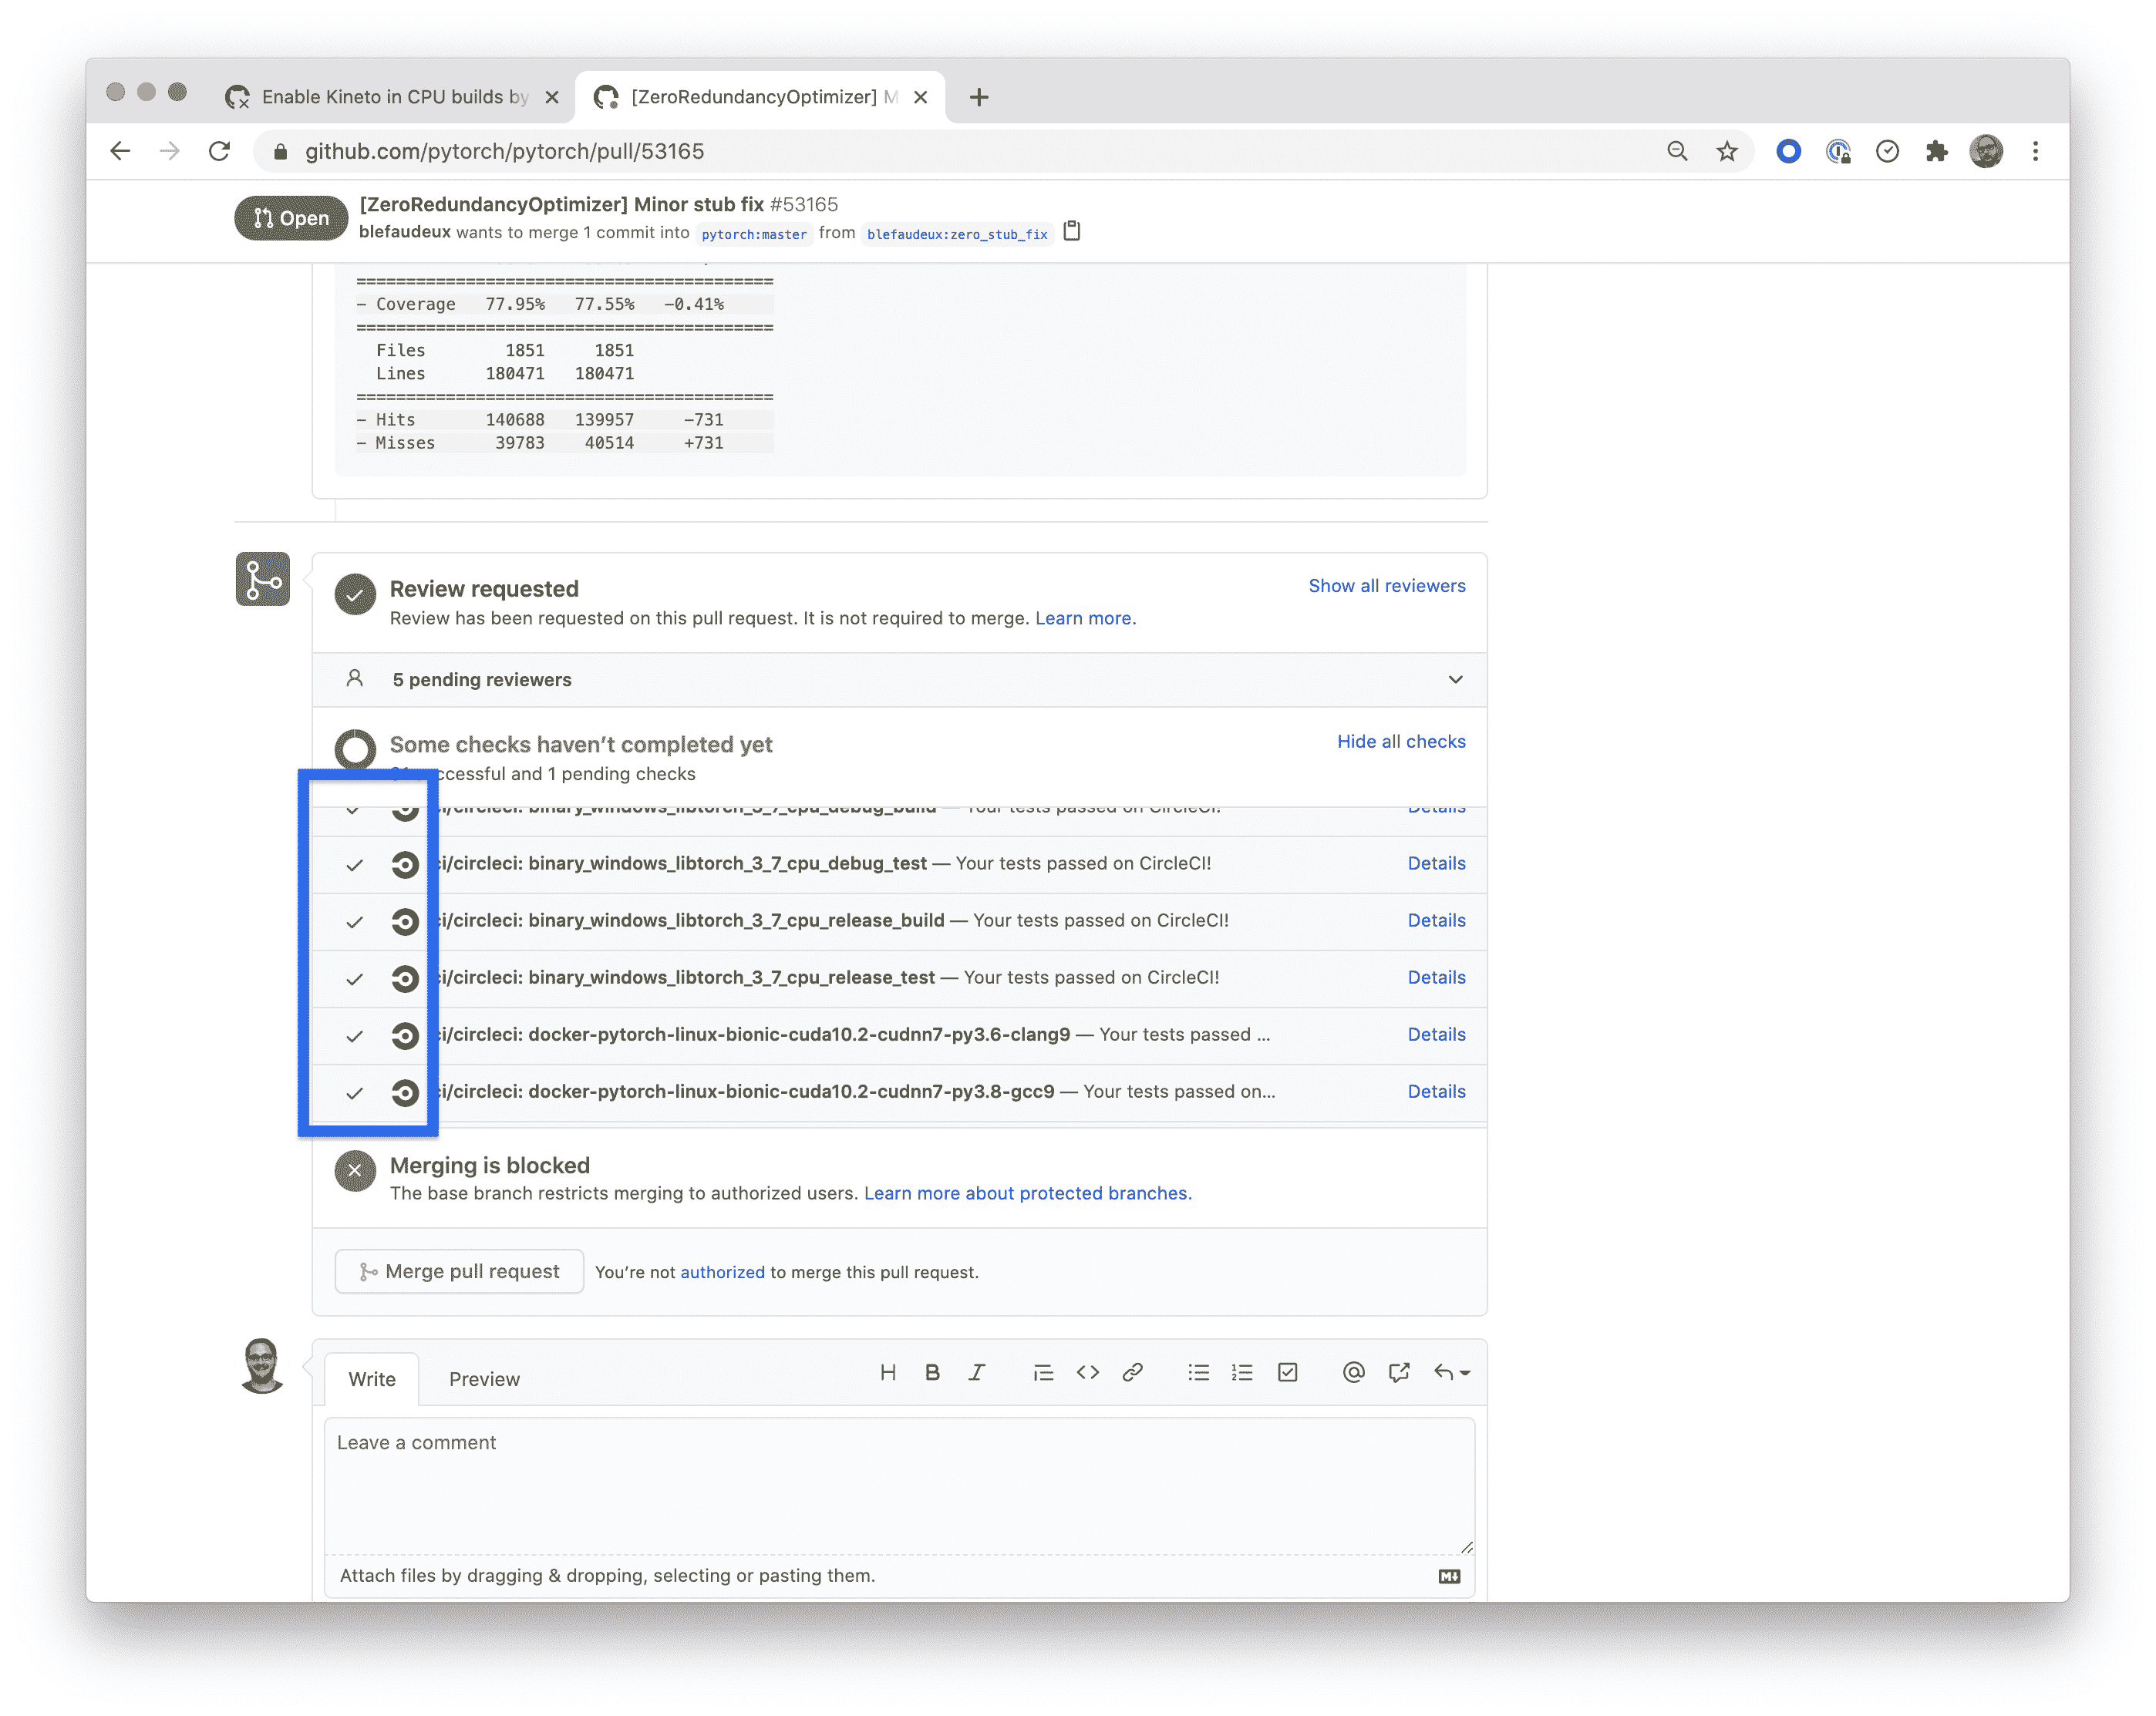 Enable Kineto in CPU builds by
[ZeroRedundancyOptimizer] M
github.com/pytorch/pytorch/pull/53165
Open
[ZeroRedundancyOptimizer] Minor stub fix #53165
blefaudeux wants to merge 1 commit into pytorch:master from blefaudeux:zero_stub_fix
==========================================
− Coverage 77.95% 77.55% −0.41%
==========================================
Files 1851 1851
Lines 180471 180471
==========================================
− Hits 140688 139957 −731
− Misses 39783 40514 +731
Review requested
Show all reviewers
Review has been requested on this pull request. It is not required to merge. Learn more.
5 pending reviewers
Some checks haven’t completed yet
Hide all checks
successful and 1 pending checks
ci/circleci: binary_windows_libtorch_3_7_cpu_debug_build — Your tests passed on CircleCI! Details
ci/circleci: binary_windows_libtorch_3_7_cpu_debug_test — Your tests passed on CircleCI! Details
ci/circleci: binary_windows_libtorch_3_7_cpu_release_build — Your tests passed on CircleCI! Details
ci/circleci: binary_windows_libtorch_3_7_cpu_release_test — Your tests passed on CircleCI! Details
ci/circleci: docker-pytorch-linux-bionic-cuda10.2-cudnn7-py3.6-clang9 — Your tests passed ... Details
ci/circleci: docker-pytorch-linux-bionic-cuda10.2-cudnn7-py3.8-gcc9 — Your tests passed on... Details
Merging is blocked
The base branch restricts merging to authorized users. Learn more about protected branches.
Merge pull request You’re not authorized to merge this pull request.
Write Preview
Leave a comment
Attach files by dragging & dropping, selecting or pasting them.